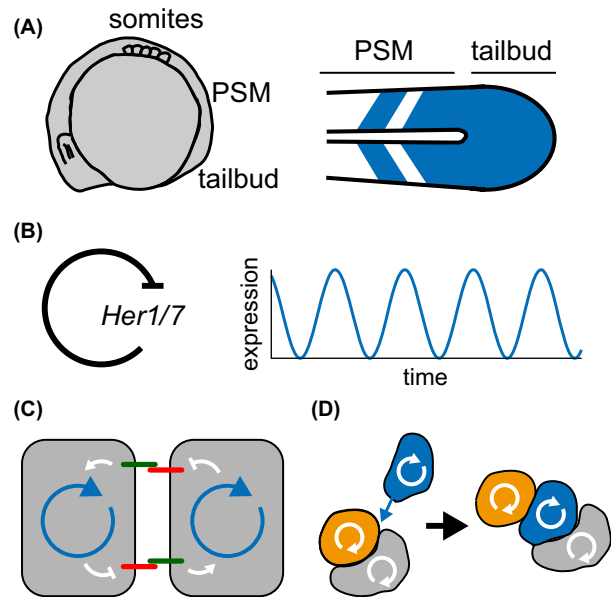 (A)
somites
PSM
tailbud
PSM
tailbud
(B)
Her1/7
expression
time
(C)
(D)